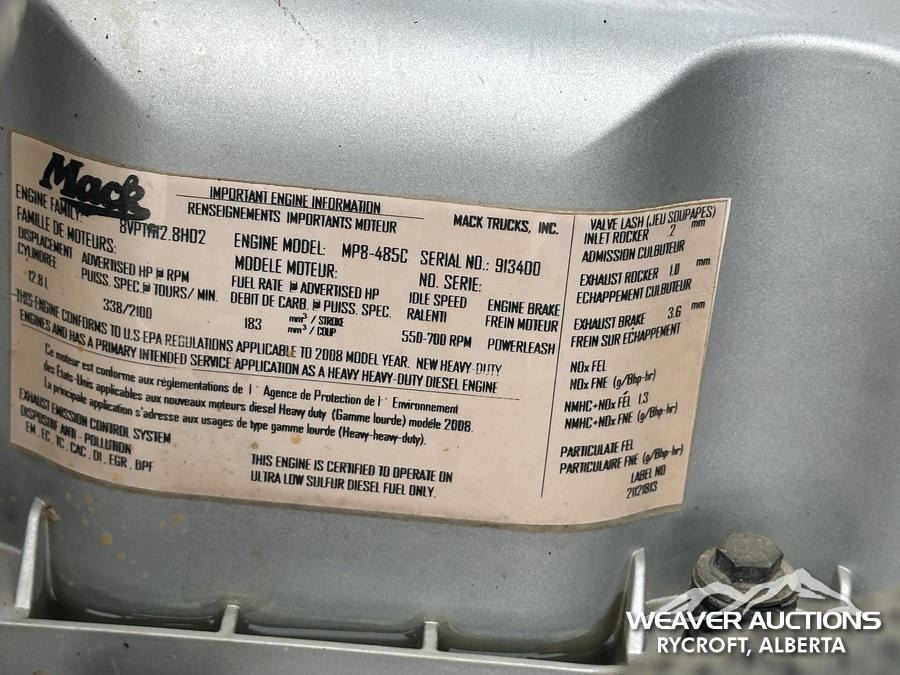 Mack
IMPORTANT ENGINE INFORMATION
RENSEIGNEMENTS IMPORTANTS MOTEUR
MACK TRUCKS, INC.
ENGINE FAMILY:
FAMILLE DE MOTEURS:
ENGINE MODEL: MP8-485C
MODELE MOTEUR:
SERIAL NO.: 913400
NO. SERIE:
DISPLACEMENT
CYLINDREE
12.8 L
ADVERTISED HP @ RPM
PUISS. SPEC. @ TOURS/ MIN.
338/2100
FUEL RATE @ ADVERTISED HP
DEBIT DE CARB. @ PUISS. SPEC.
183 mm³ / STROKE
mm³ / COUP
IDLE SPEED
RALENTI
550-700 RPM
ENGINE BRAKE
FREIN MOTEUR
POWERLEASH
THIS ENGINE CONFORMS TO U.S EPA REGULATIONS APPLICABLE TO 2008 MODEL YEAR. NEW HEAVY-DUTY
ENGINES AND HAS A PRIMARY INTENDED SERVICE APPLICATION AS A HEAVY HEAVY-DUTY DIESEL ENGINE
Ce moteur est conforme aux réglementations de l' Agence de Protection de l' Environnement
des Etats-Unis applicables aux nouveaux moteurs diesel Heavy duty (Gamme lourde) modèle 2008.
La principale application s'adresse aux usages de type gamme lourde (Heavy-heavy-duty).
EXHAUST EMISSION CONTROL SYSTEM
DISPOSITIF ANTI - POLLUTION
EM, EC, TC, CAC, DI, EGR, DPF
THIS ENGINE IS CERTIFIED TO OPERATE ON
ULTRA LOW SULFUR DIESEL FUEL ONLY.
VALVE LASH (JEU SOUPAPES)
INLET ROCKER .2 mm
ADMISSION CULBUTEUR
EXHAUST ROCKER 1.0 mm
ECHAPPEMENT CULBUTEUR
EXHAUST BRAKE 3.6 mm
FREIN SUR ECHAPPEMENT
NOx FEL
NOx FNE (g/Bhp-hr)
NMHC+NOx FEL 1.3
NMHC+NOx FNE (g/Bhp-hr)
PARTICULATE FEL
PARTICULAIRE FNE (g/Bhp-hr)
LABEL NO
21121813
WEAVER AUCTIONS
RYCROFT, ALBERTA